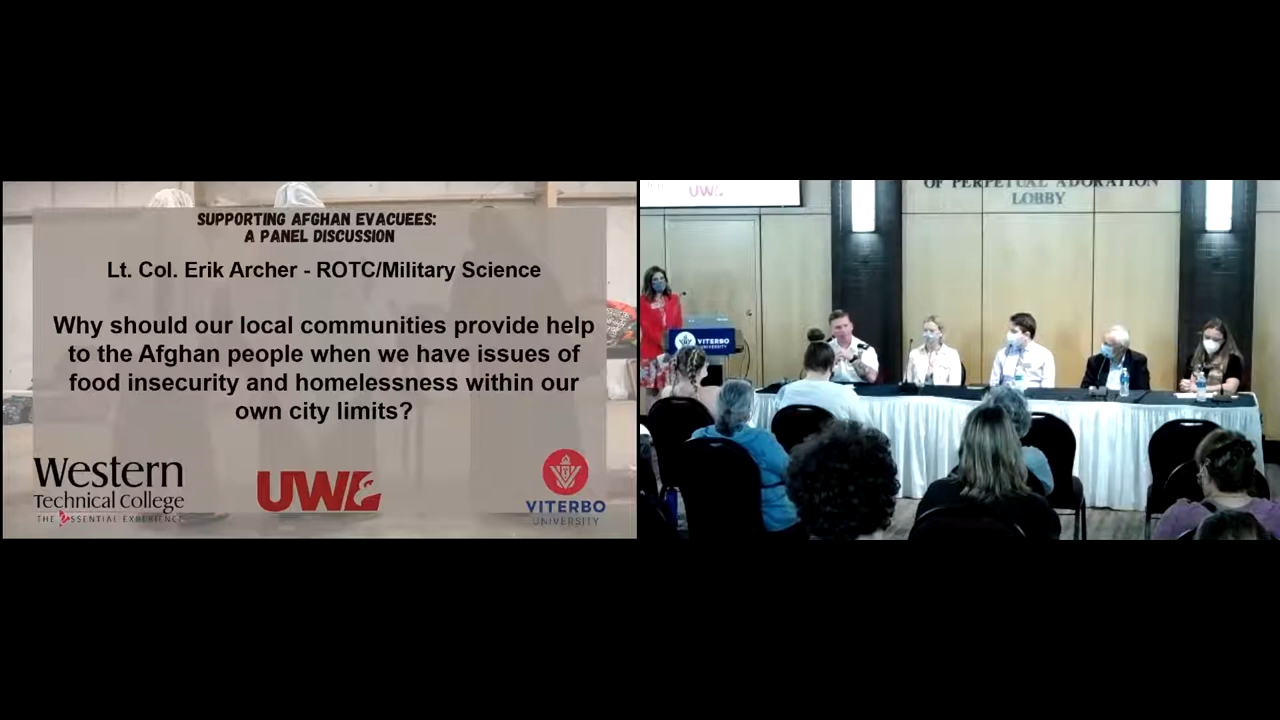 SUPPORTING AFGHAN EVACUEES:
A PANEL DISCUSSION
Lt. Col. Erik Archer - ROTC/Military Science
Why should our local communities provide help
to the Afghan people when we have issues of
food insecurity and homelessness within our
own city limits?
Western
Technical College
THE ESSENTIAL EXPERIENCE
UWL
VITERBO
UNIVERSITY
UWL
OF PERPETUAL ADORATION
LOBBY
VITERBO
UNIVERSITY